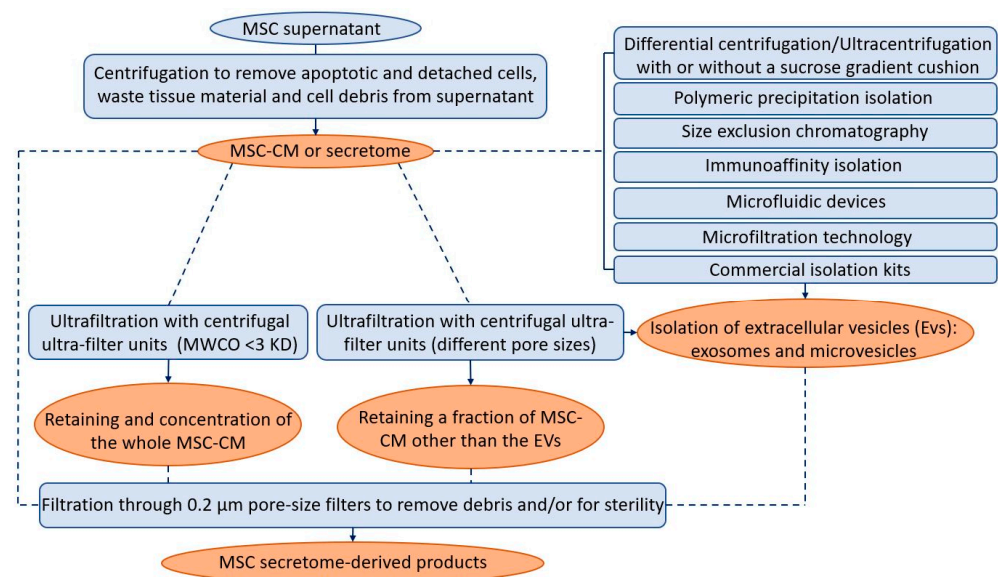 MSC supernatant
Centrifugation to remove apoptotic and detached cells,
waste tissue material and cell debris from supernatant
MSC-CM or secretome
Differential centrifugation/Ultracentrifugation
with or without a sucrose gradient cushion
Polymeric precipitation isolation
Size exclusion chromatography
Immunoaffinity isolation
Microfluidic devices
Microfiltration technology
Commercial isolation kits
Ultrafiltration with centrifugal
ultra-filter units (MWCO <3 KD)
Ultrafiltration with centrifugal ultra-
filter units (different pore sizes)
Isolation of extracellular vesicles (Evs):
exosomes and microvesicles
Retaining and concentration of
the whole MSC-CM
Retaining a fraction of MSC-
CM other than the EVs
Filtration through 0.2 µm pore-size filters to remove debris and/or for sterility
MSC secretome-derived products